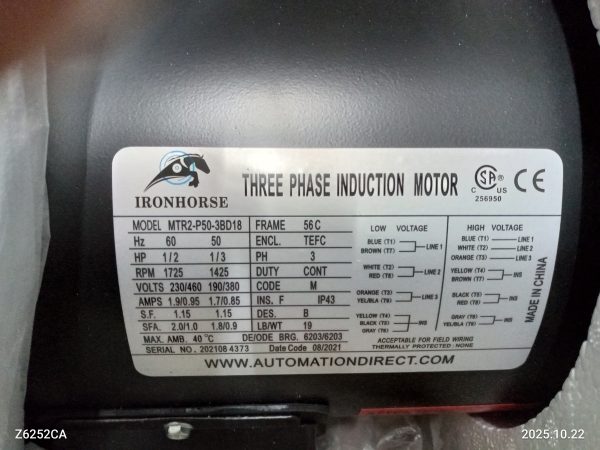 IRONHORSE
THREE PHASE INDUCTION MOTOR
CSA C US
256950
CE
MODEL MTR2-P50-3BD18 FRAME 56C
Hz 60 50 ENCL. TEFC
HP 1/2 1/3 PH 3
RPM 1725 1425 DUTY CONT
VOLTS 230/460 190/380 CODE M
AMPS 1.9/0.95 1.7/0.85 INS. F IP43
S.F. 1.15 1.15 DES. B
SFA. 2.0/1.0 1.8/0.9 LB/WT 19
MAX. AMB. 40 °C DE/ODE BRG. 6203/6203
SERIAL NO. 202108 4373 Date Code 08/2021
LOW VOLTAGE
BLUE (T1)
BROWN (T7)
LINE 1
WHITE (T2)
RED (T8)
LINE 2
ORANGE (T3)
YEL/BLA (T9)
LINE 3
YELLOW (T4)
BLACK (T5)
GRAY (T6)
INS
HIGH VOLTAGE
BLUE (T1) LINE 1
WHITE (T2) LINE 2
ORANGE (T3) LINE 3
YELLOW (T4)
BROWN (T7)
INS
BLACK (T5)
RED (T8)
INS
GRAY (T6)
YEL/BLA (T9)
INS
ACCEPTABLE FOR FIELD WIRING
THERMALLY PROTECTED : NONE
MADE IN CHINA
WWW.AUTOMATIONDIRECT.COM
Z6252CA
2025.10.22